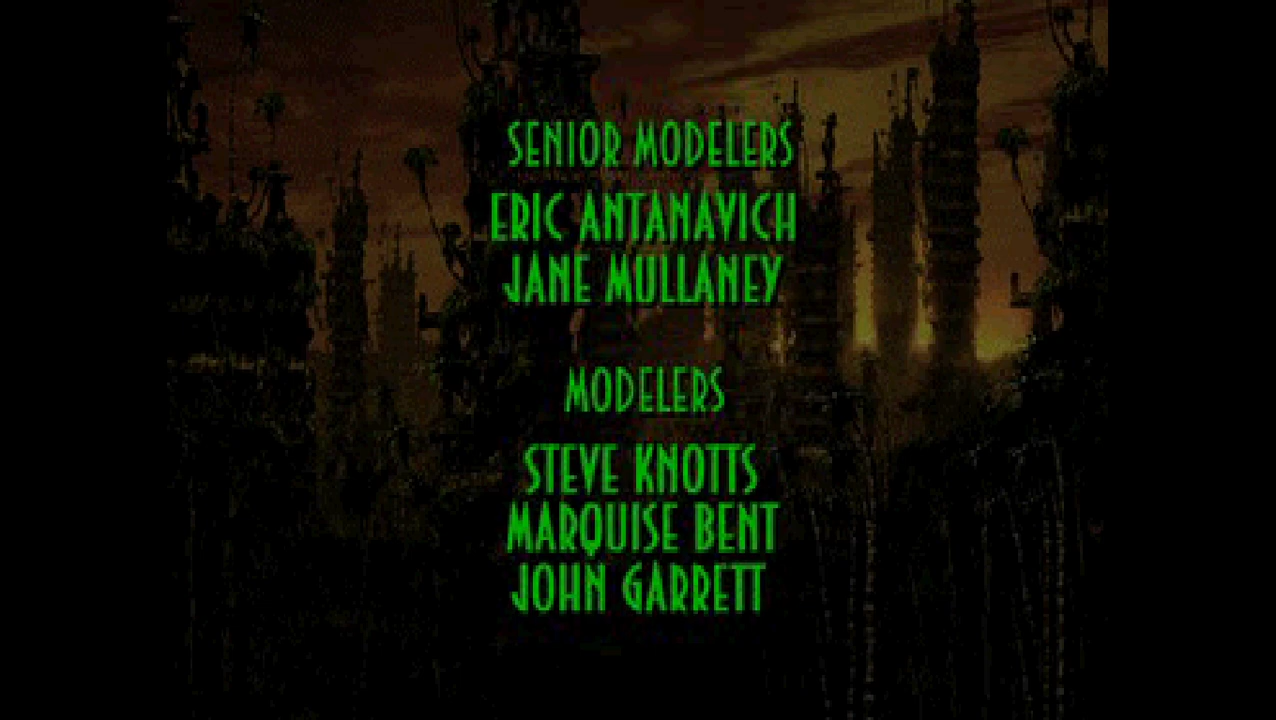 SENIOR MODELERS
ERIC ANTANAVICH
JANE MULLANEY
MODELERS
STEVE KNOTTS
MARQUISE BENT
JOHN GARRETT